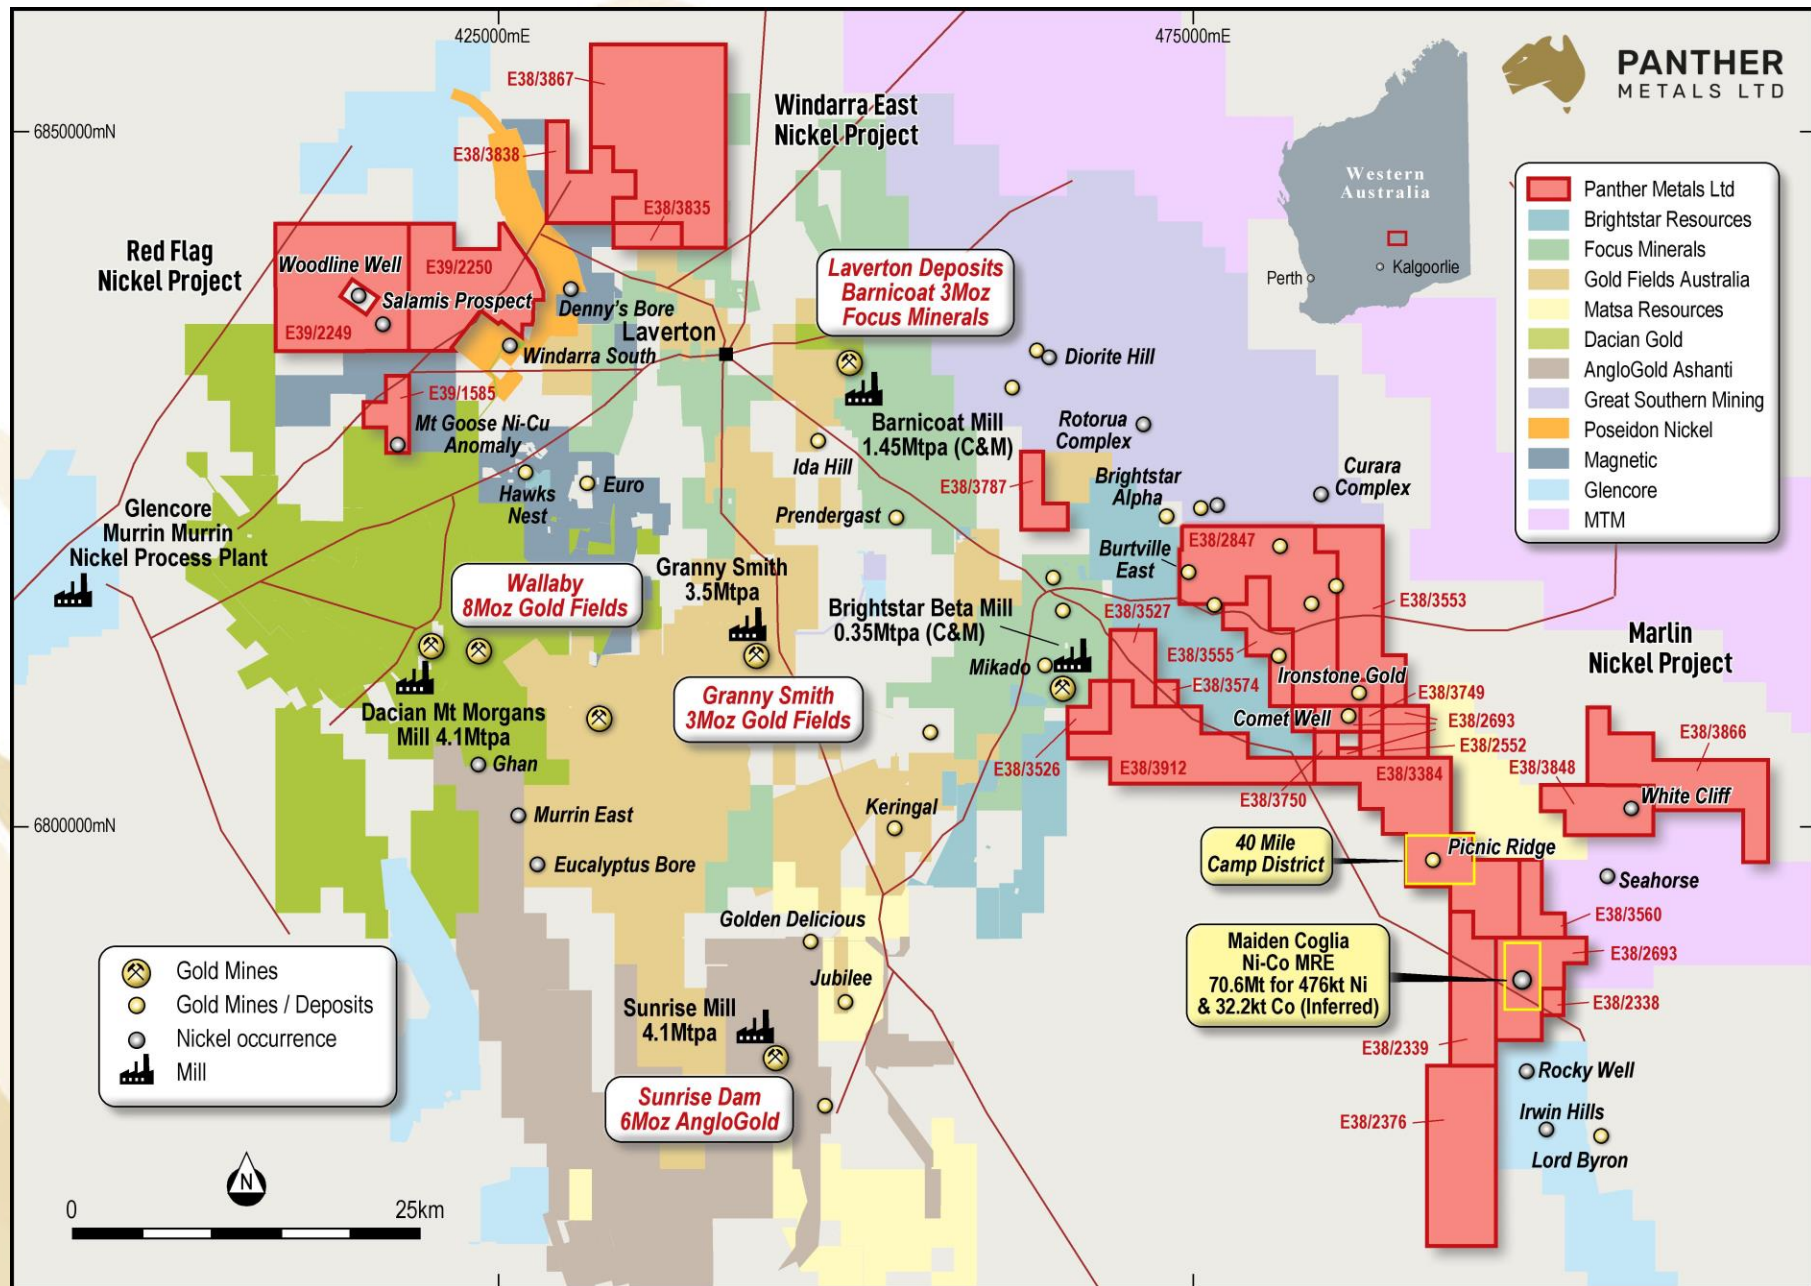 425000mE
475000mE
PANTHER
METALS LTD
6850000mN
E38/3867
Windarra East
Nickel Project
E38/3838
E38/3835
Western
Australia
Perth
Kalgoorlie
Panther Metals Ltd
Brightstar Resources
Focus Minerals
Gold Fields Australia
Matsa Resources
Dacian Gold
AngloGold Ashanti
Great Southern Mining
Poseidon Nickel
Magnetic
Glencore
MTM
Red Flag
Nickel Project
Woodline Well
E39/2250
Salamis Prospect
E39/2249
Denny's Bore
Laverton
Windarra South
Laverton Deposits
Barnicoat 3Moz
Focus Minerals
Diorite Hill
E39/1585
Mt Goose Ni-Cu
Anomaly
Barnicoat Mill
1.45Mtpa (C&M)
Rotorua
Complex
Ida Hill
Hawks
Nest
Euro
Prendergast
E38/3787
Brightstar
Alpha
Curara
Complex
Glencore
Murrin Murrin
Nickel Process Plant
Wallaby
8Moz Gold Fields
Granny Smith
3.5Mtpa
Burtville
East
E38/2847
E38/3553
Brightstar Beta Mill
0.35Mtpa (C&M)
E38/3527
Mikado
E38/3555
Ironstone Gold
Marlin
Nickel Project
Dacian Mt Morgans
Mill 4.1Mtpa
Granny Smith
3Moz Gold Fields
E38/3574
E38/3749
Comet Well
E38/2693
E38/2552
E38/3526
E38/3912
E38/3384
E38/3750
E38/3866
E38/3848
White Cliff
Ghan
Murrin East
Keringal
6800000mN
Eucalyptus Bore
40 Mile
Camp District
Picnic Ridge
Seahorse
Golden Delicious
E38/3560
Jubilee
Maiden Coglia
Ni-Co MRE
70.6Mt for 476kt Ni
& 32.2kt Co (Inferred)
E38/2693
E38/2338
E38/2339
Sunrise Mill
4.1Mtpa
Rocky Well
Sunrise Dam
6Moz AngloGold
E38/2376
Irwin Hills
Lord Byron
Gold Mines
Gold Mines / Deposits
Nickel occurrence
Mill
N
0
25km